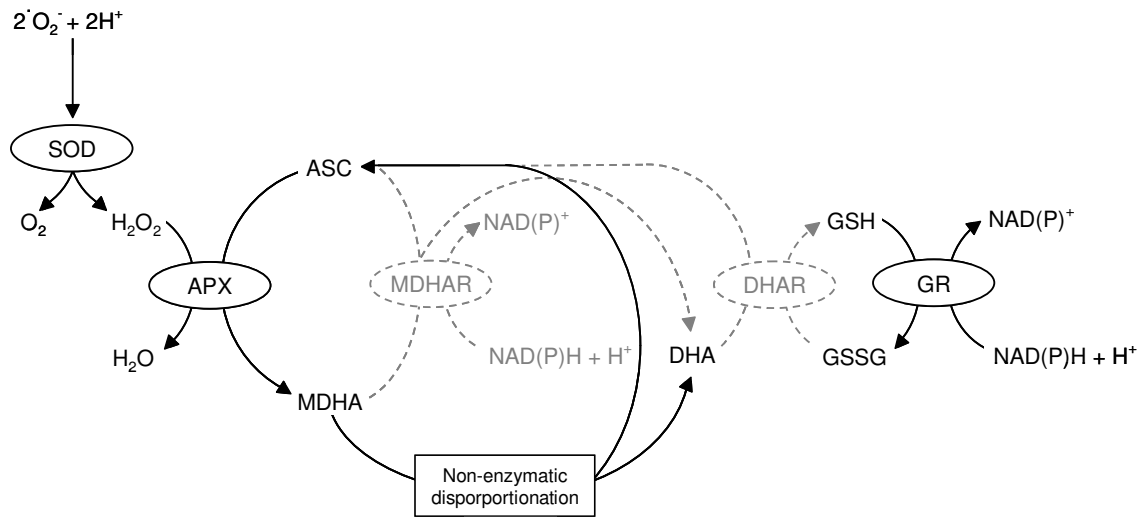 2˙O₂⁻ + 2H⁺
SOD
O₂
H₂O₂
ASC
NAD(P)⁺
GSH
NAD(P)⁺
APX
MDHAR
DHAR
GR
H₂O
NAD(P)H + H⁺
DHA
GSSG
NAD(P)H + H⁺
MDHA
Non-enzymatic
disporportionation